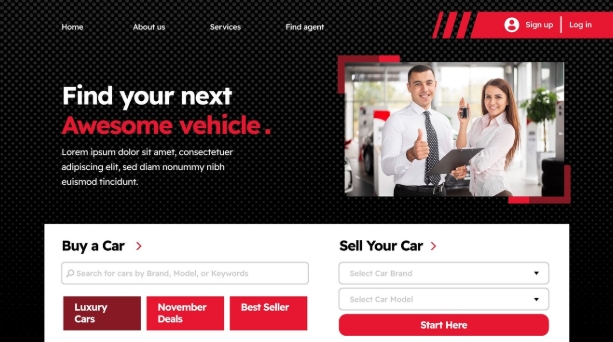 Home About us Services Find agent Sign up Log in
Find your next
Awesome vehicle.
Lorem ipsum dolor sit amet, consectetuer
adipiscing elit, sed diam nonummy nibh
euismod tincidunt.
Buy a Car >
Search for cars by Brand, Model, or Keywords
Luxury
Cars
November
Deals
Best Seller
Sell Your Car >
Select Car Brand
Select Car Model
Start Here